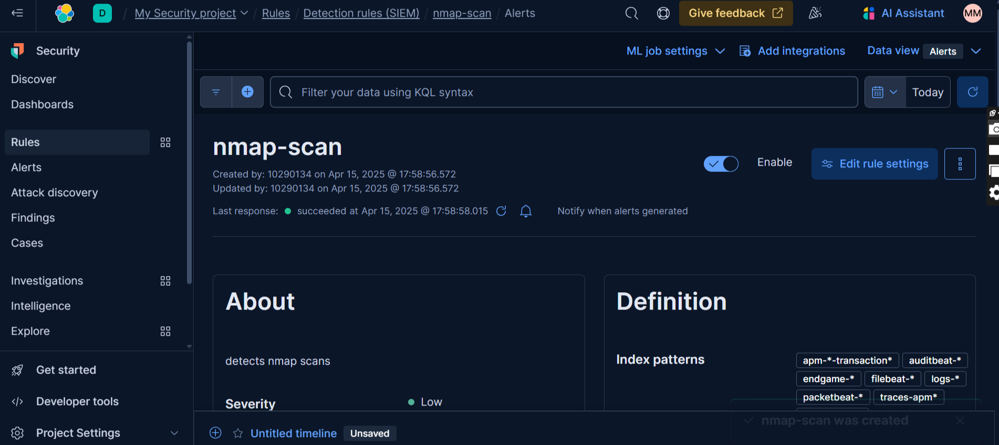 D / My Security project / Rules / Detection rules (SIEM) / nmap-scan / Alerts
Give feedback
AI Assistant
MM
Security
Discover
Dashboards
Rules
Alerts
Attack discovery
Findings
Cases
Investigations
Intelligence
Explore
Get started
Developer tools
Project Settings
ML job settings
Add integrations
Data view Alerts
Filter your data using KQL syntax
Today
nmap-scan
Created by: 10290134 on Apr 15, 2025 @ 17:58:56.572
Updated by: 10290134 on Apr 15, 2025 @ 17:58:56.572
Last response: succeeded at Apr 15, 2025 @ 17:58:58.015
Notify when alerts generated
Enable
Edit rule settings
About
detects nmap scans
Severity Low
Definition
Index patterns
apm-*-transaction* auditbeat-*
endgame-* filebeat-* logs-*
packetbeat-* traces-apm*
nmap-scan was created
Untitled timeline Unsaved